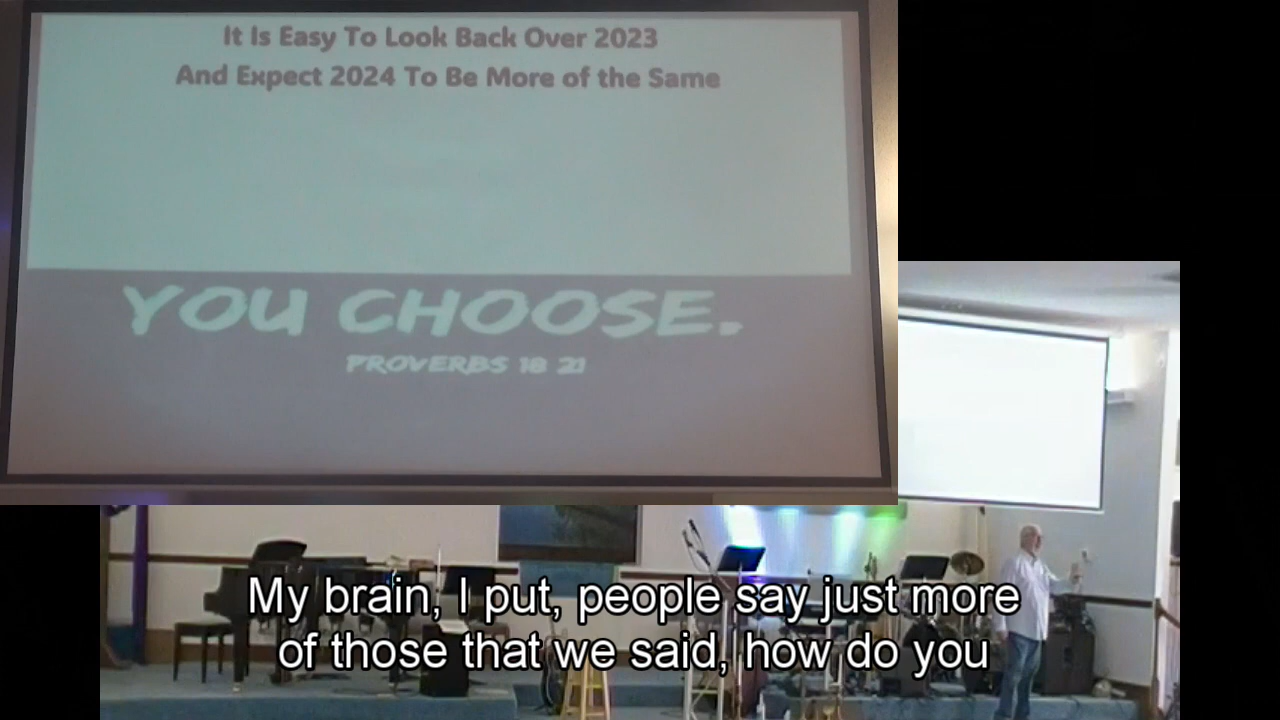 It Is Easy To Look Back Over 2023
And Expect 2024 To Be More of the Same
YOU CHOOSE.
PROVERBS 18 21
My brain, I put, people say just more
of those that we said, how do you